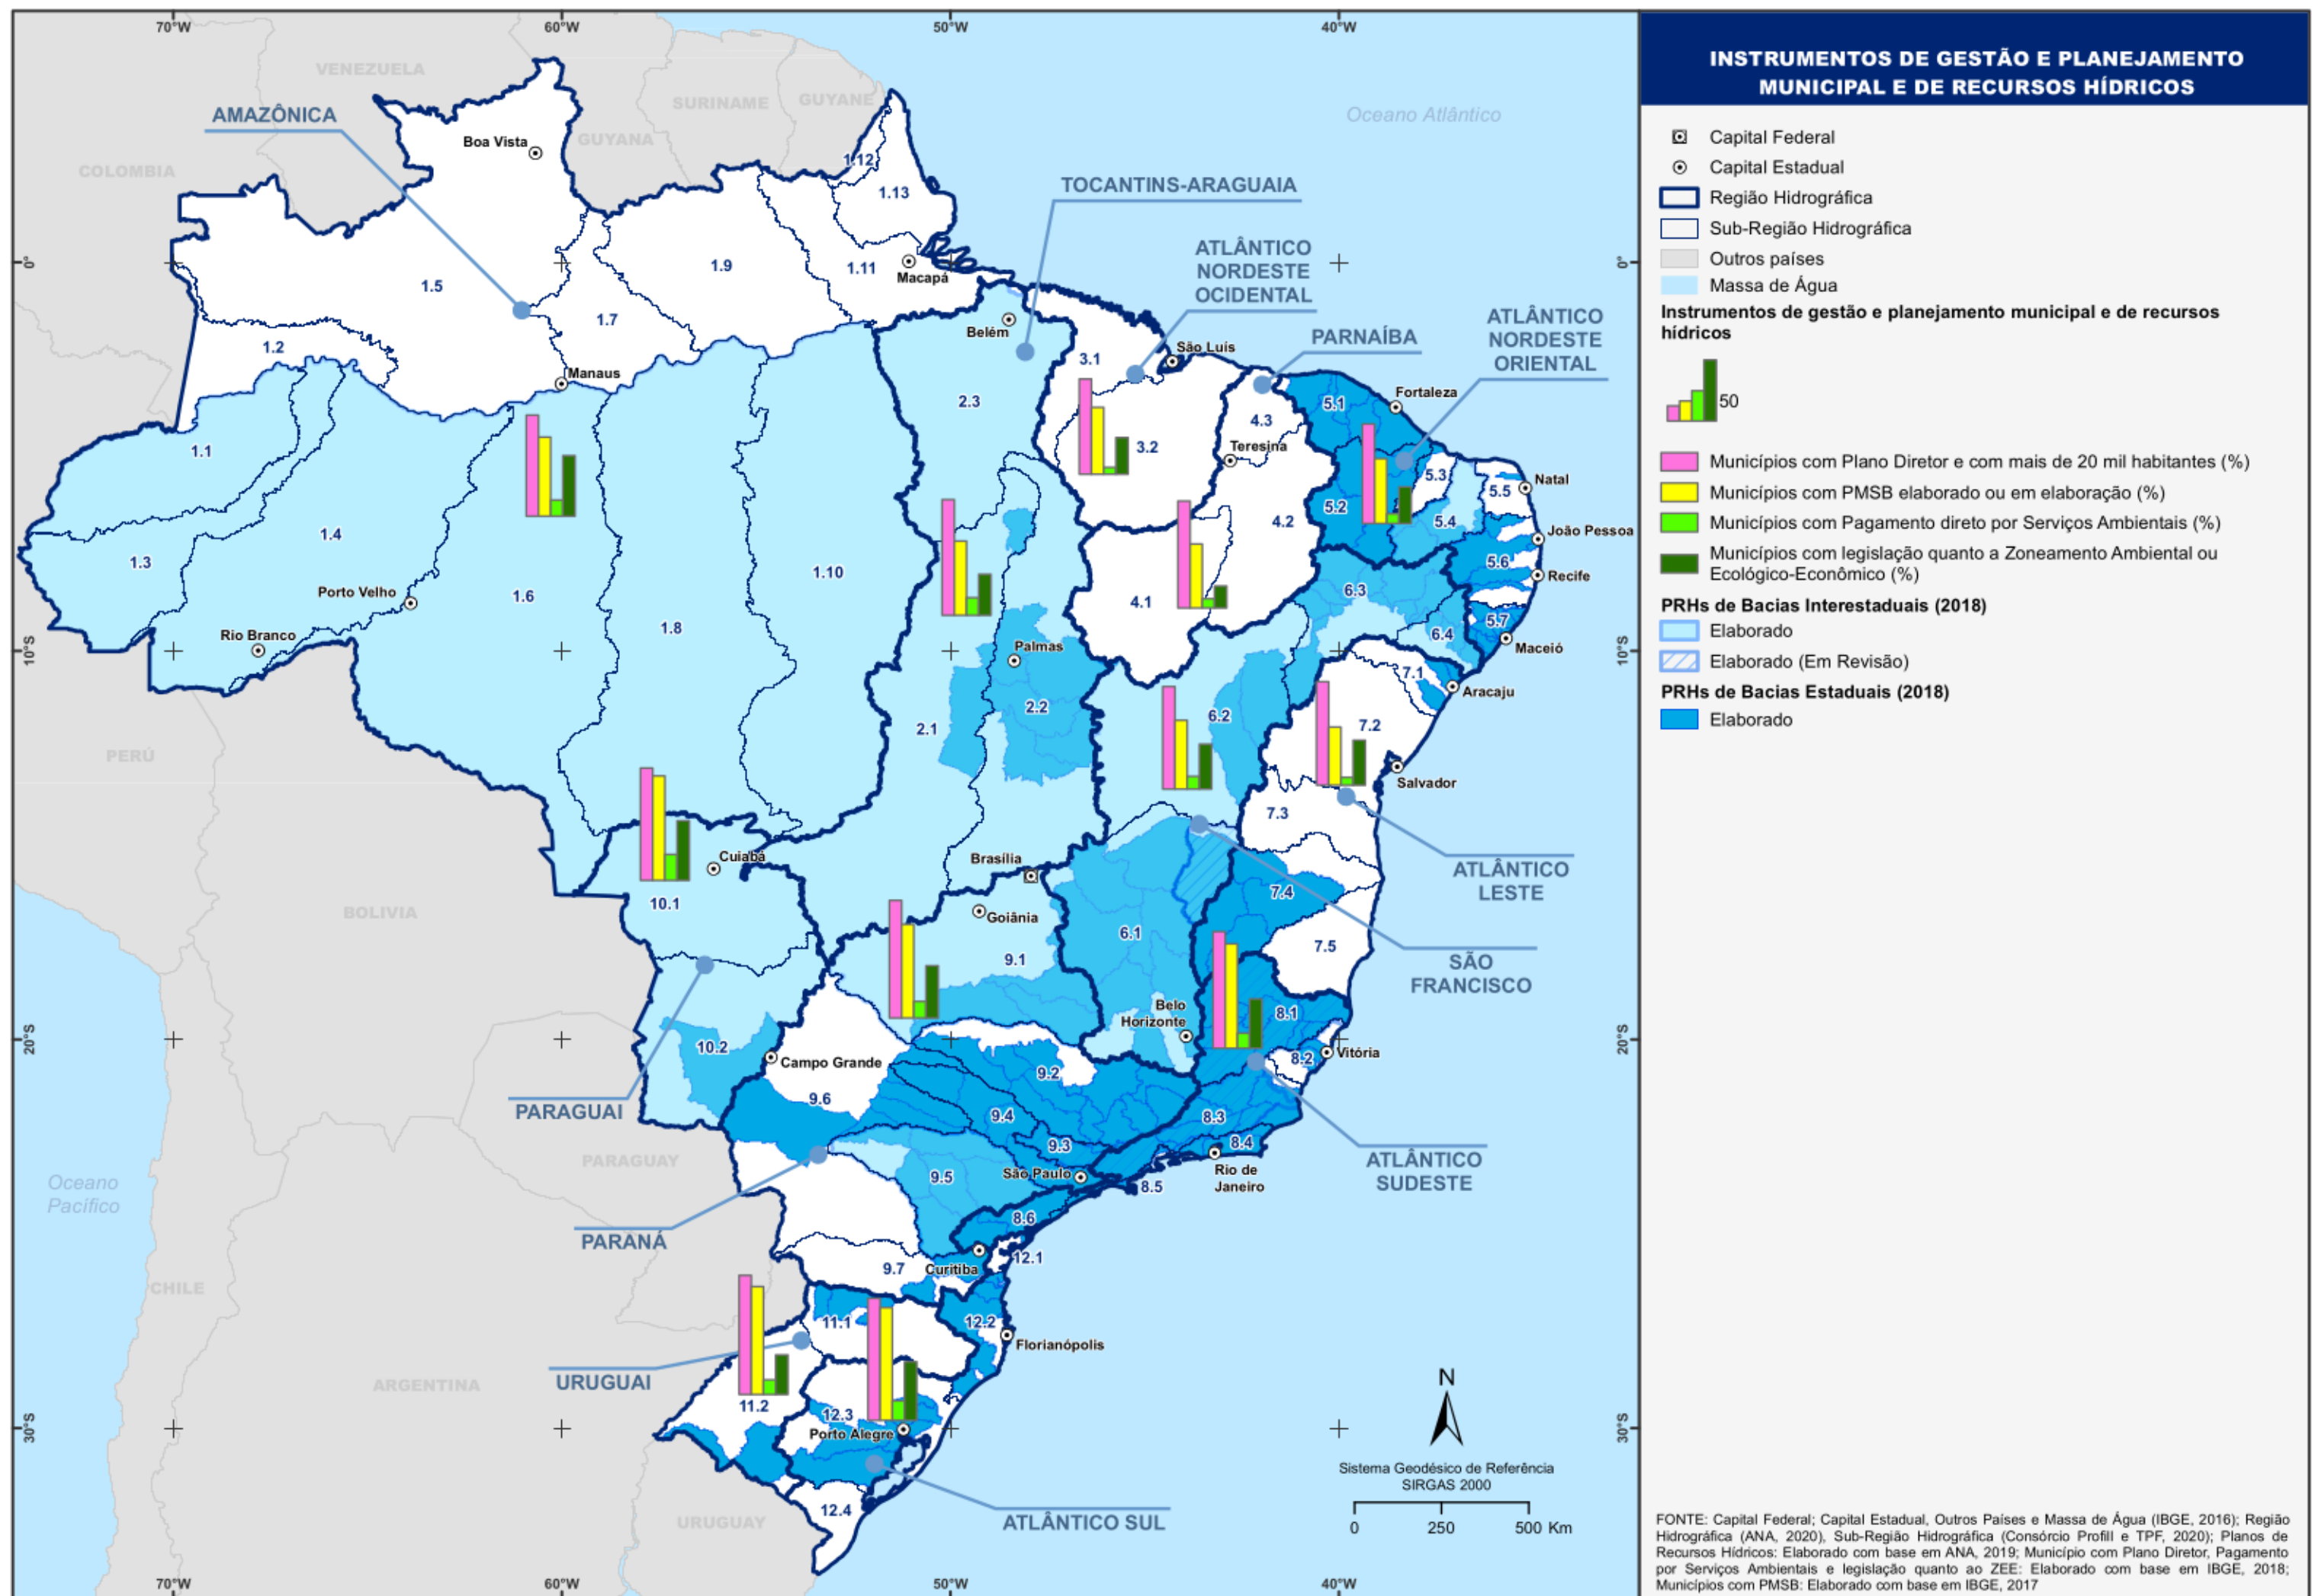 70°W
60°W
50°W
40°W
0°
10°S
20°S
30°S
0°
10°S
20°S
30°S
VENEZUELA
SURINAME
GUYANE
GUYANA
COLOMBIA
PERÚ
BOLIVIA
PARAGUAY
CHILE
ARGENTINA
URUGUAY
Oceano Atlântico
Oceano
Pacífico
AMAZÔNICA
TOCANTINS-ARAGUAIA
ATLÂNTICO
NORDESTE
OCIDENTAL
PARNAÍBA
ATLÂNTICO
NORDESTE
ORIENTAL
ATLÂNTICO
LESTE
SÃO
FRANCISCO
ATLÂNTICO
SUDESTE
PARAGUAI
PARANÁ
URUGUAI
ATLÂNTICO SUL
Boa Vista
Macapá
Belém
São Luís
Manaus
Fortaleza
Teresina
Natal
João Pessoa
Recife
Maceió
Aracaju
Salvador
Porto Velho
Rio Branco
Palmas
Cuiabá
Brasília
Goiânia
Belo
Horizonte
Vitória
Campo Grande
São Paulo
Rio de
Janeiro
Curitiba
Florianópolis
Porto Alegre
1.12
1.13
1.5
1.9
1.11
1.7
1.2
1.1
1.4
1.3
1.6
1.8
1.10
2.3
2.1
2.2
3.1
3.2
4.3
4.2
4.1
5.1
5.2
5.3
5.4
5.5
5.6
5.7
6.3
6.4
6.2
6.1
7.1
7.2
7.3
7.4
7.5
8.1
8.2
8.3
8.4
8.5
8.6
9.1
9.2
9.3
9.4
9.5
9.6
9.7
10.1
10.2
11.1
11.2
12.1
12.2
12.3
12.4
N
Sistema Geodésico de Referência
SIRGAS 2000
0 250 500 Km
70°W
60°W
50°W
40°W
INSTRUMENTOS DE GESTÃO E PLANEJAMENTO
MUNICIPAL E DE RECURSOS HÍDRICOS
Capital Federal
Capital Estadual
Região Hidrográfica
Sub-Região Hidrográfica
Outros países
Massa de Água
Instrumentos de gestão e planejamento municipal e de recursos
hídricos
50
Municípios com Plano Diretor e com mais de 20 mil habitantes (%)
Municípios com PMSB elaborado ou em elaboração (%)
Municípios com Pagamento direto por Serviços Ambientais (%)
Municípios com legislação quanto a Zoneamento Ambiental ou
Ecológico-Econômico (%)
PRHs de Bacias Interestaduais (2018)
Elaborado
Elaborado (Em Revisão)
PRHs de Bacias Estaduais (2018)
Elaborado
FONTE: Capital Federal; Capital Estadual, Outros Países e Massa de Água (IBGE, 2016); Região
Hidrográfica (ANA, 2020), Sub-Região Hidrográfica (Consórcio Profill e TPF, 2020); Planos de
Recursos Hídricos: Elaborado com base em ANA, 2019; Município com Plano Diretor, Pagamento
por Serviços Ambientais e legislação quanto ao ZEE: Elaborado com base em IBGE, 2018;
Municípios com PMSB: Elaborado com base em IBGE, 2017